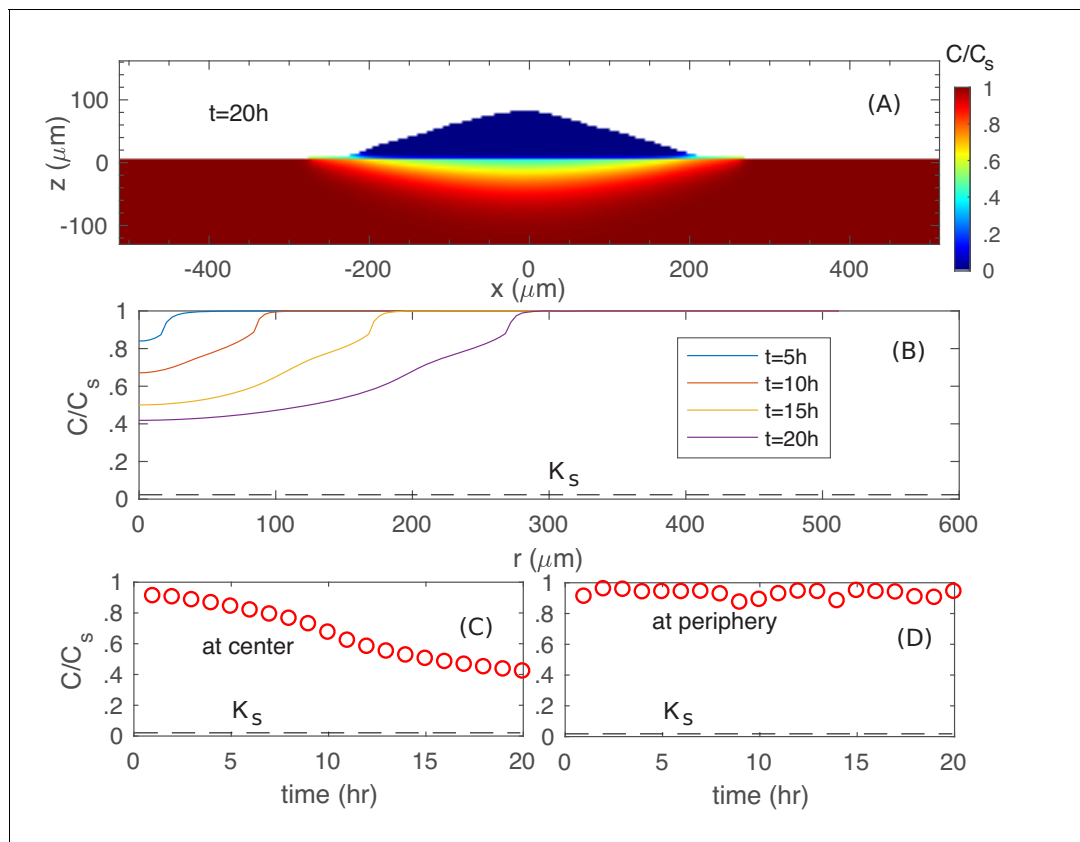 C/Cs
(A)
t=20h
z (μm)
100
0
-100
1
.8
.6
.4
.2
0
-400
-200
0
200
400
x (μm)
C/Cs
1
.8
.6
.4
.2
0
(B)
t=5h
t=10h
t=15h
t=20h
Ks
0
100
200
300
400
500
600
r (μm)
C/Cs
1
.8
.6
.4
.2
0
(C)
at center
Ks
0
5
10
15
20
time (hr)
1
.8
.6
.4
.2
0
at periphery
(D)
Ks
0
5
10
15
20
time (hr)